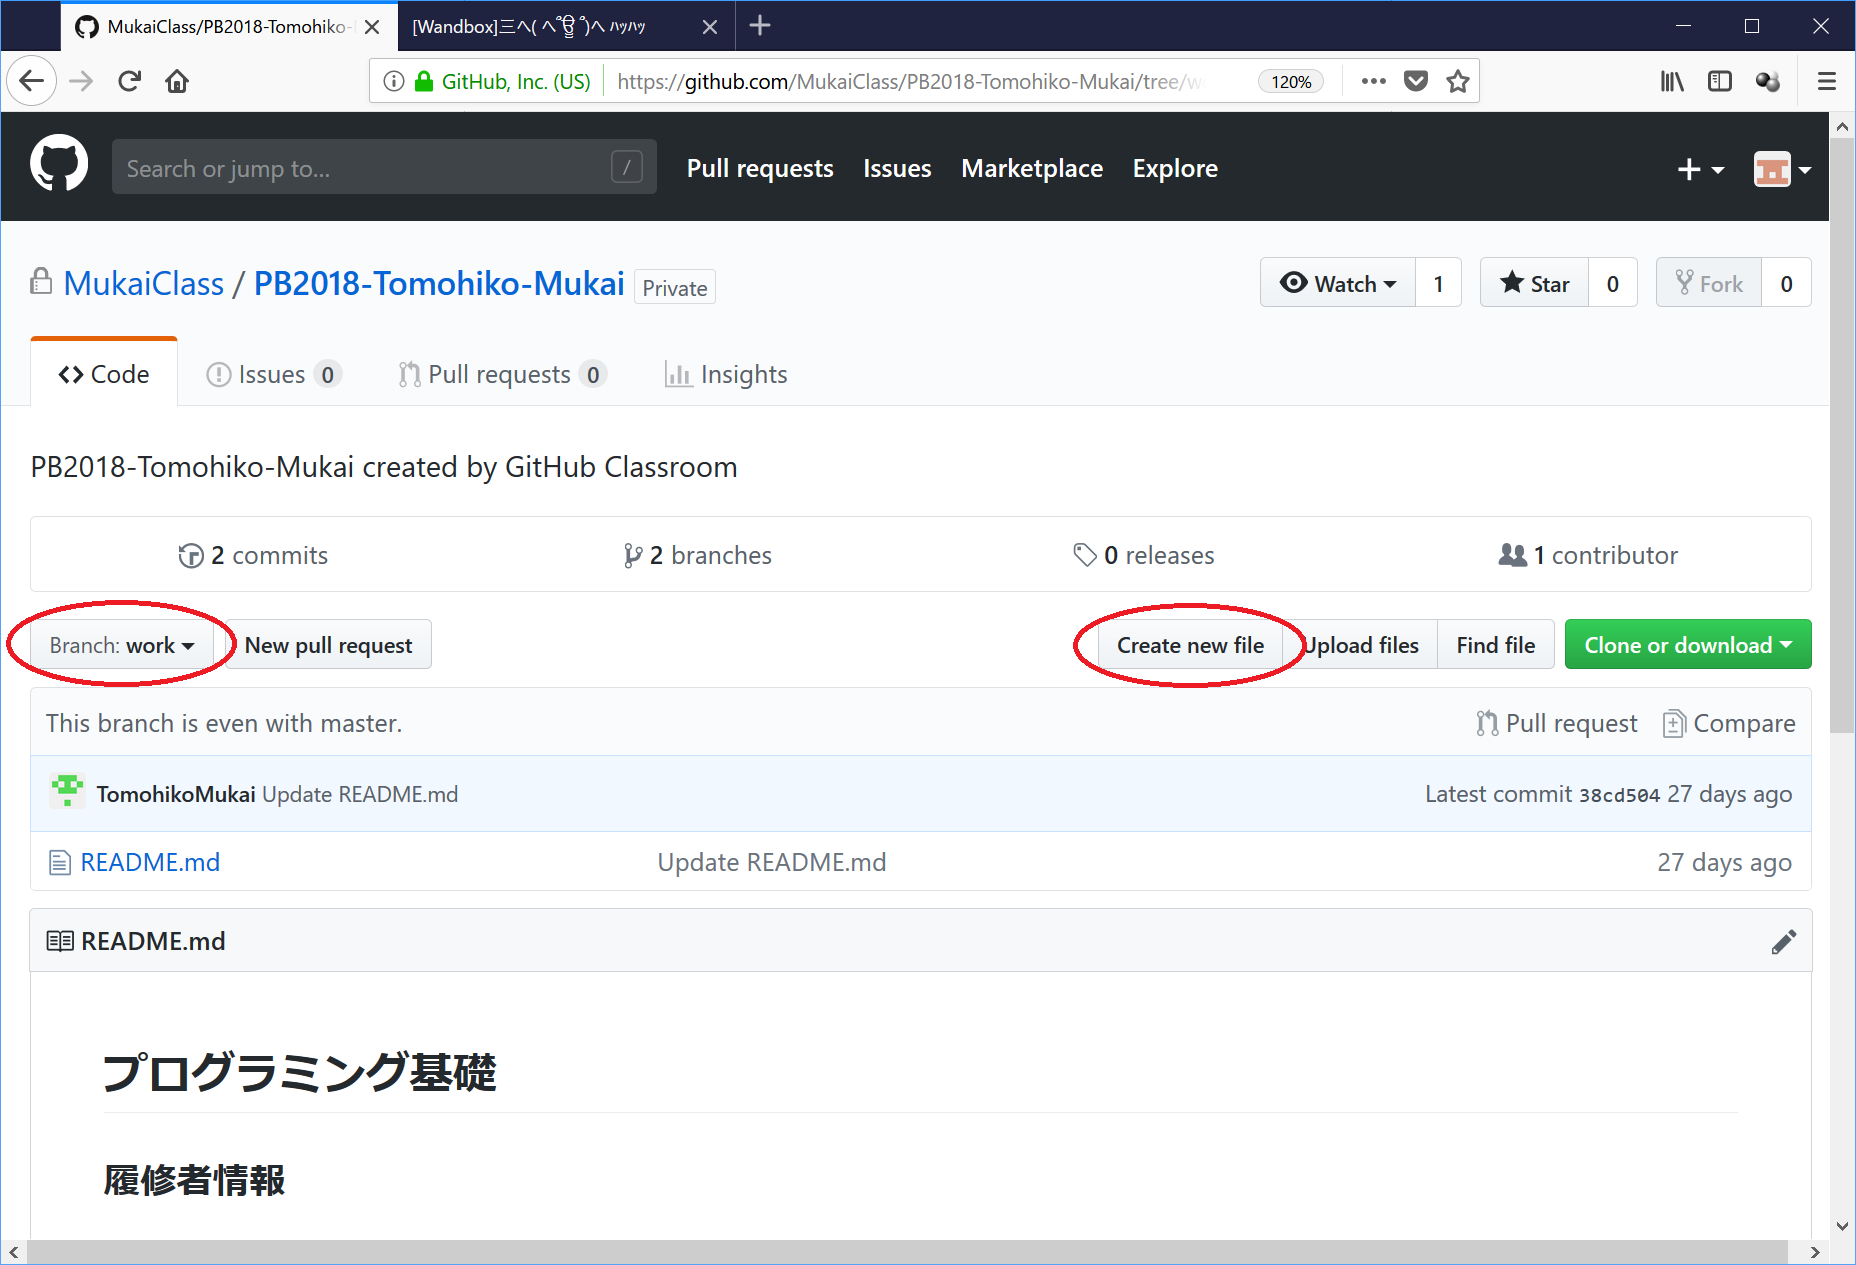 MukaiClass/PB2018-Tomohiko-
[Wandbox]三へ( へ
)へ ﾊｯﾊｯ
GitHub, Inc. (US)
https://github.com/MukaiClass/PB2018-Tomohiko-Mukai/tree/w
120%
Search or jump to...
/
Pull requests
Issues
Marketplace
Explore
MukaiClass / PB2018-Tomohiko-Mukai
Private
Watch
1
Star
0
Fork
0
Code
Issues 0
Pull requests 0
Insights
PB2018-Tomohiko-Mukai created by GitHub Classroom
2 commits
2 branches
0 releases
1 contributor
Branch: work
New pull request
Create new file
Upload files
Find file
Clone or download
This branch is even with master.
Pull request
Compare
TomohikoMukai Update README.md
Latest commit 38cd504 27 days ago
README.md
Update README.md
27 days ago
README.md
プログラミング基礎
履修者情報